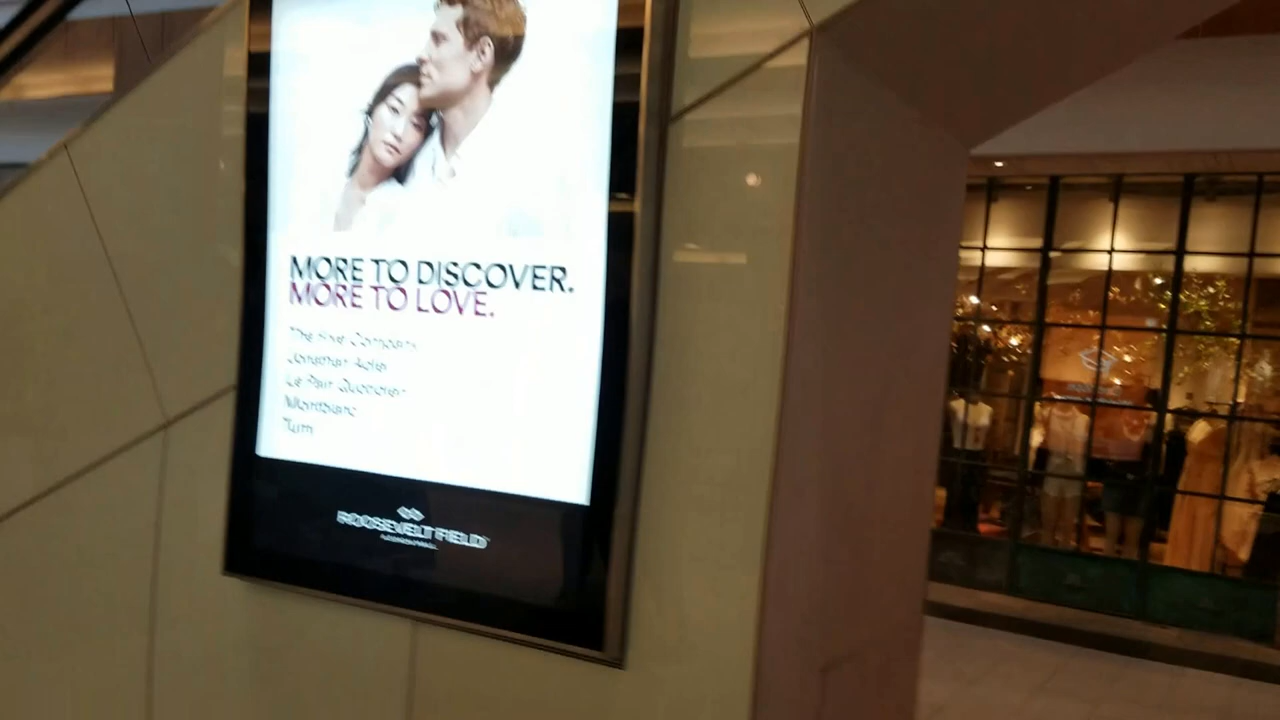 MORE TO DISCOVER.
MORE TO LOVE.
Jonathan Adler
Le Pain Quotidien
Montblanc
Tumi
ROOSEVELT FIELD